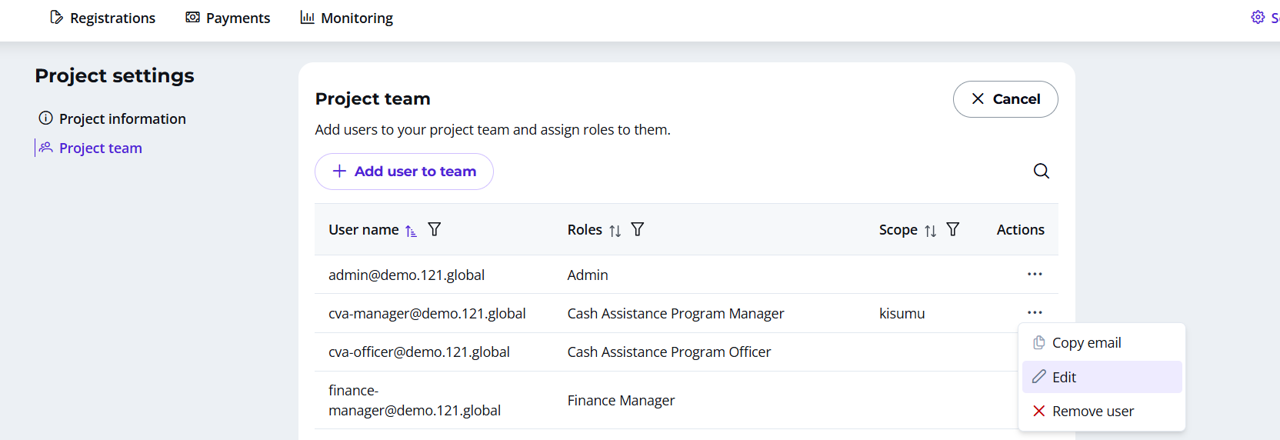 Registrations Payments Monitoring
Project settings
Project information
Project team
Project team
Cancel
Add users to your project team and assign roles to them.
Add user to team
User name Roles Scope Actions
admin@demo.121.global Admin
cva-manager@demo.121.global Cash Assistance Program Manager kisumu
cva-officer@demo.121.global Cash Assistance Program Officer
finance-
manager@demo.121.global Finance Manager
Copy email
Edit
Remove user